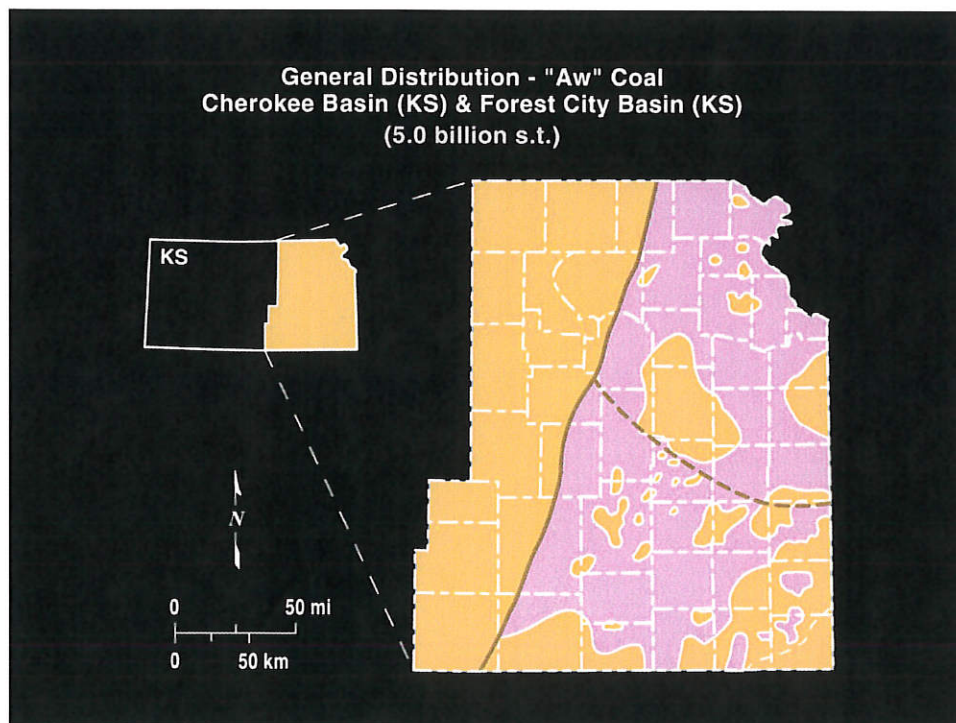 General Distribution - "Aw" Coal
Cherokee Basin (KS) & Forest City Basin (KS)
(5.0 billion s.t.)
KS
N
0 50 mi
0 50 km